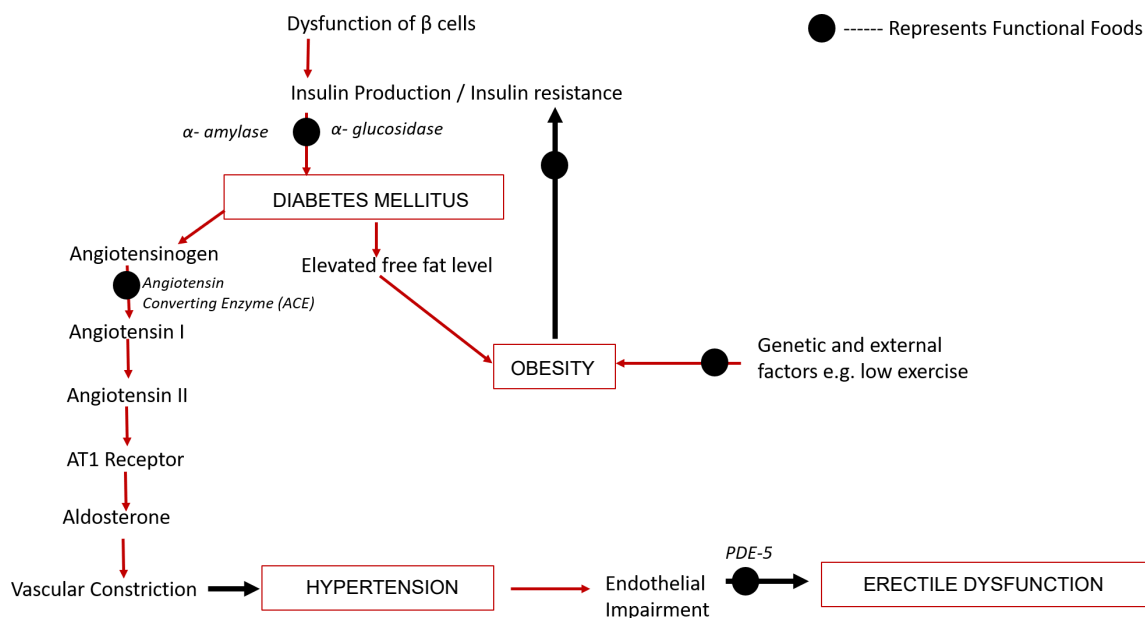 Dysfunction of β cells
------ Represents Functional Foods
Insulin Production / Insulin resistance
α- amylase
α- glucosidase
DIABETES MELLITUS
Angiotensinogen
Elevated free fat level
Angiotensin
Converting Enzyme (ACE)
Angiotensin I
OBESITY
Genetic and external
factors e.g. low exercise
Angiotensin II
AT1 Receptor
Aldosterone
Vascular Constriction
HYPERTENSION
Endothelial
Impairment
PDE-5
ERECTILE DYSFUNCTION